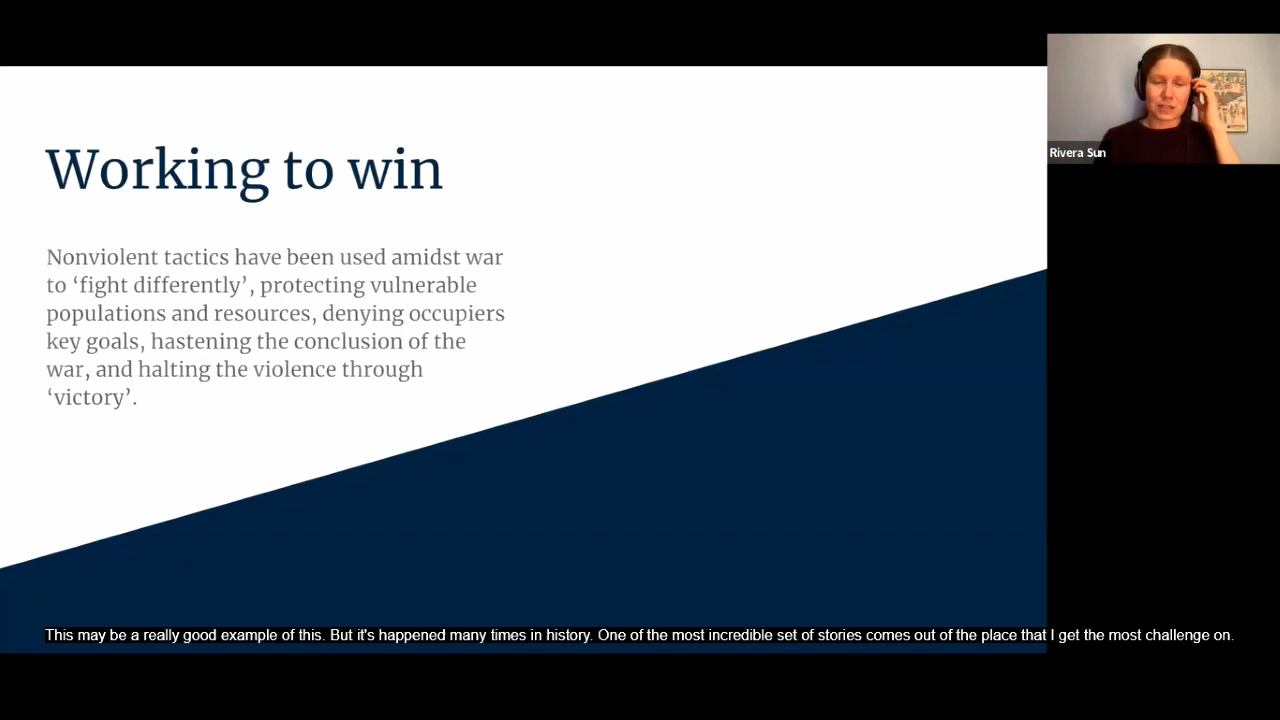 Working to win
Nonviolent tactics have been used amidst war
to ‘fight differently’, protecting vulnerable
populations and resources, denying occupiers
key goals, hastening the conclusion of the
war, and halting the violence through
‘victory’.
Rivera Sun
This may be a really good example of this. But it's happened many times in history. One of the most incredible set of stories comes out of the place that I get the most challenge on.